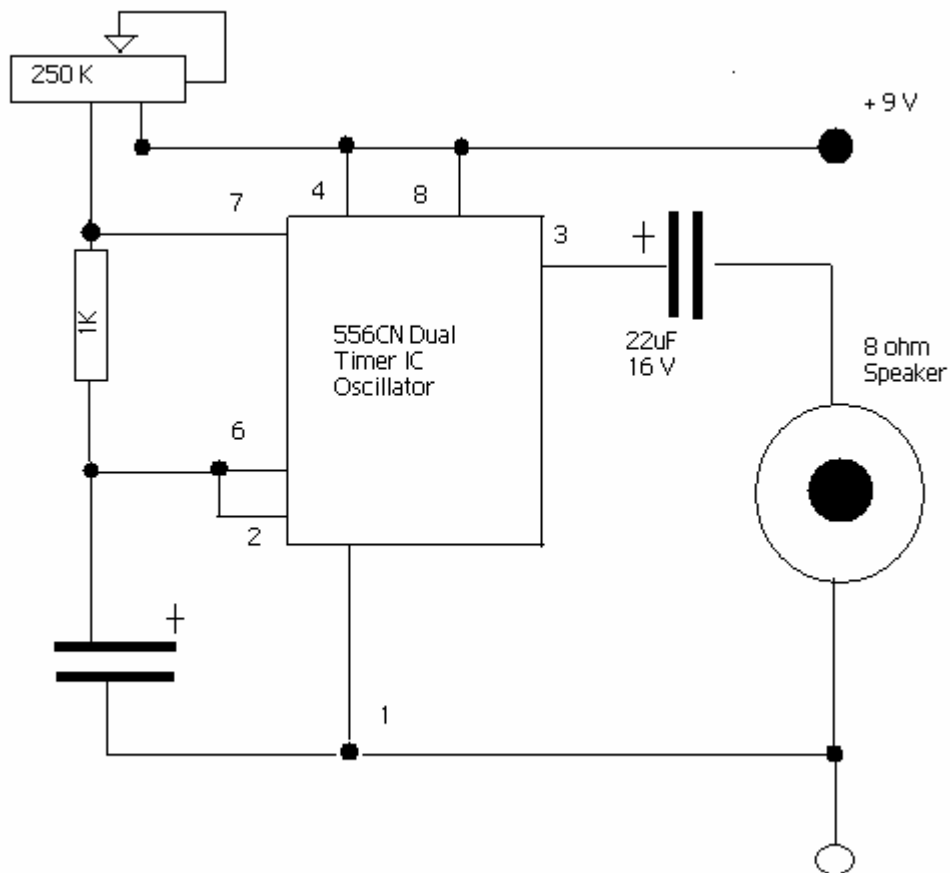 250 K
+ 9 V
4
8
7
3
+
1K
556CN Dual
Timer IC
Oscillator
22uF
16 V
8 ohm
Speaker
6
2
+
1